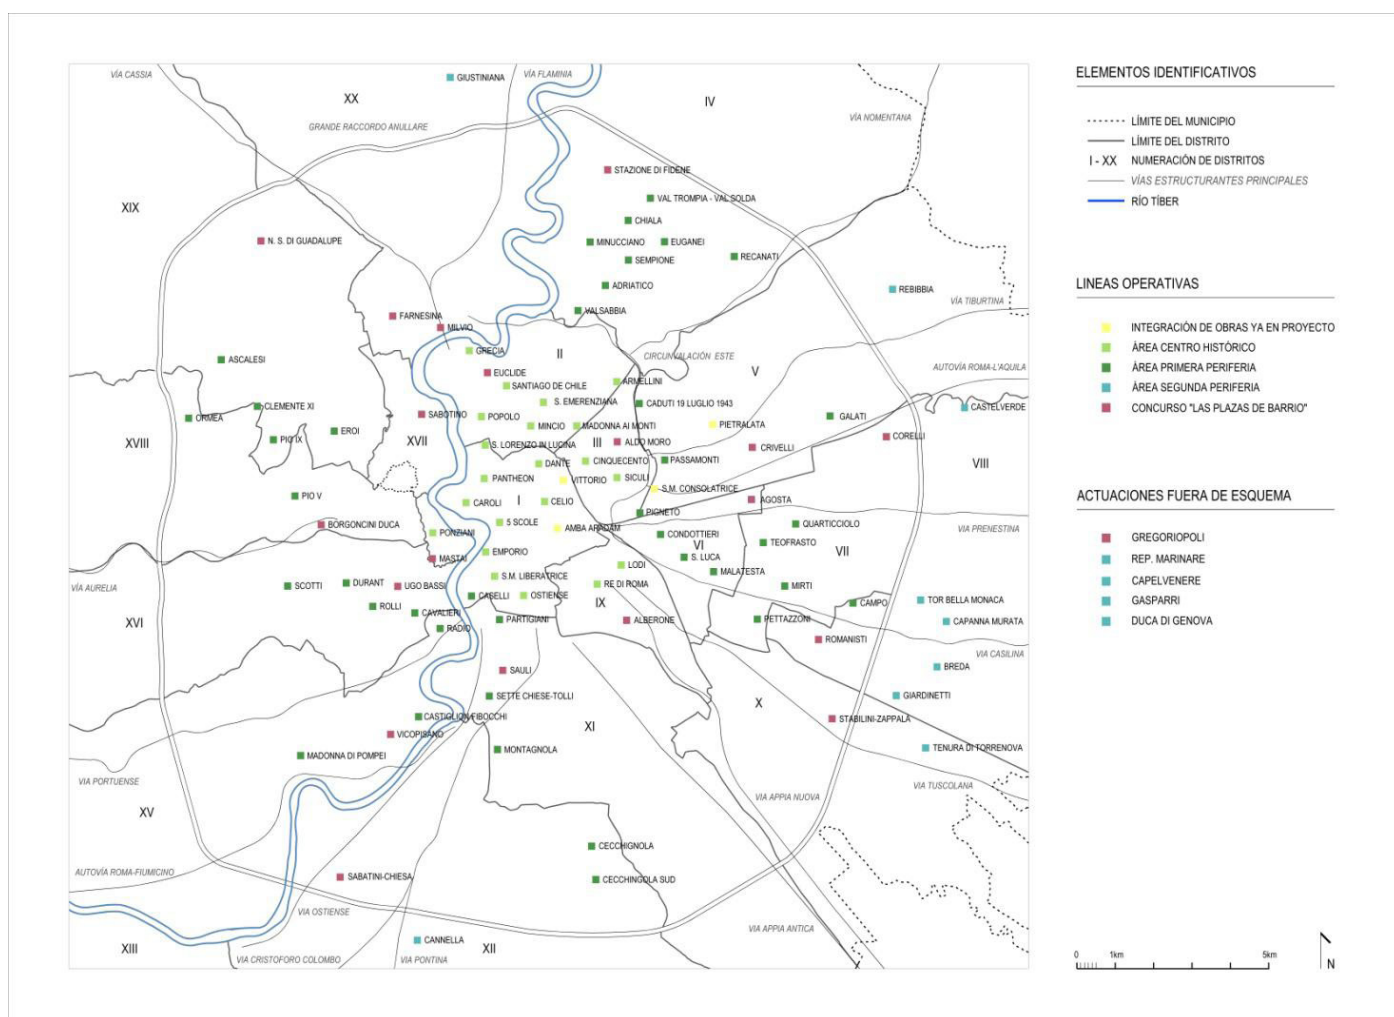 VÍA CASSIA
GIUSTINIANA
VÍA FLAMINIA
XX
IV
GRANDE RACCORDO ANULLARE
VÍA NOMENTANA
STAZIONE DI FIDENE
XIX
VAL TROMPIA - VAL SOLDA
CHIALA
N. S. DI GUADALUPE
MINUCCIANO
EUGANEI
SEMPIONE
RECANATI
ADRIATICO
REBIBBIA
VÍA TIBURTINA
VALSABBIA
FARNESINA
MILVIO
GRECIA
II
CIRCUNVALACIÓN ESTE
ASCALESI
EUCLIDE
V
AUTOVÍA ROMA-L'AQUILA
SANTIAGO DE CHILE
ARMELLINI
CLEMENTE XI
S. EMERENZIANA
CADUTI 19 LUGLIO 1943
CASTELVERDE
ORMEA
SABOTINO
POPOLO
GALATI
PIETRALATA
MINCIO
MADONNA AI MONTI
EROI
PIO IX
XVIII
XVII
S. LORENZO IN LUCINA
III
ALDO MORO
CRIVELLI
CORELLI
DANTE
CINQUECENTO
PASSAMONTI
VIII
PANTHEON
VITTORIO
SICULI
S.M. CONSOLATRICE
PIO V
CAROLI
I
CELIO
AGOSTA
PIGNETO
BORGONCINI DUCA
5 SCOLE
AMBA ARADAM
QUARTICCIOLO
VIA PRENESTINA
PONZIANI
CONDOTTIERI
TEOFRASTO
VI
VII
EMPORIO
MASTAI
S. LUCA
LODI
MALATESTA
S.M. LIBERATRICE
VÍA AURELIA
SCOTTI
DURANT
UGO BASSI
RE DI ROMA
MIRTI
CASELLI
OSTIENSE
IX
CAMPO
TOR BELLA MONACA
ROLLI
CAVALIERI
XVI
PARTIGIANI
ALBERONE
PETTAZZONI
CAPANNA MURATA
RADIO
ROMANISTI
VIA CASILINA
SAULI
BREDA
SETTE CHIESE-TOLLI
GIARDINETTI
X
CASTIGLION FIBOCCHI
STABILINI-ZAPPALÀ
XI
VICOPISANO
MADONNA DI POMPEI
MONTAGNOLA
TENURA DI TORRENOVA
VIA PORTUENSE
VIA TUSCOLANA
VIA APPIA NUOVA
XV
CECCHIGNOLA
AUTOVÍA ROMA-FIUMICINO
SABATINI-CHIESA
CECCHINGOLA SUD
VIA OSTIENSE
VIA APPIA ANTICA
CANNELLA
XIII
XII
VIA CRISTOFORO COLOMBO
VIA PONTINA
ELEMENTOS IDENTIFICATIVOS
LÍMITE DEL MUNICIPIO
LÍMITE DEL DISTRITO
I - XX NUMERACIÓN DE DISTRITOS
VÍAS ESTRUCTURANTES PRINCIPALES
RÍO TÍBER
LINEAS OPERATIVAS
INTEGRACIÓN DE OBRAS YA EN PROYECTO
ÁREA CENTRO HISTÓRICO
ÁREA PRIMERA PERIFERIA
ÁREA SEGUNDA PERIFERIA
CONCURSO "LAS PLAZAS DE BARRIO"
ACTUACIONES FUERA DE ESQUEMA
GREGORIOPOLI
REP. MARINARE
CAPELVENERE
GASPARRI
DUCA DI GENOVA
0 1km 5km
N